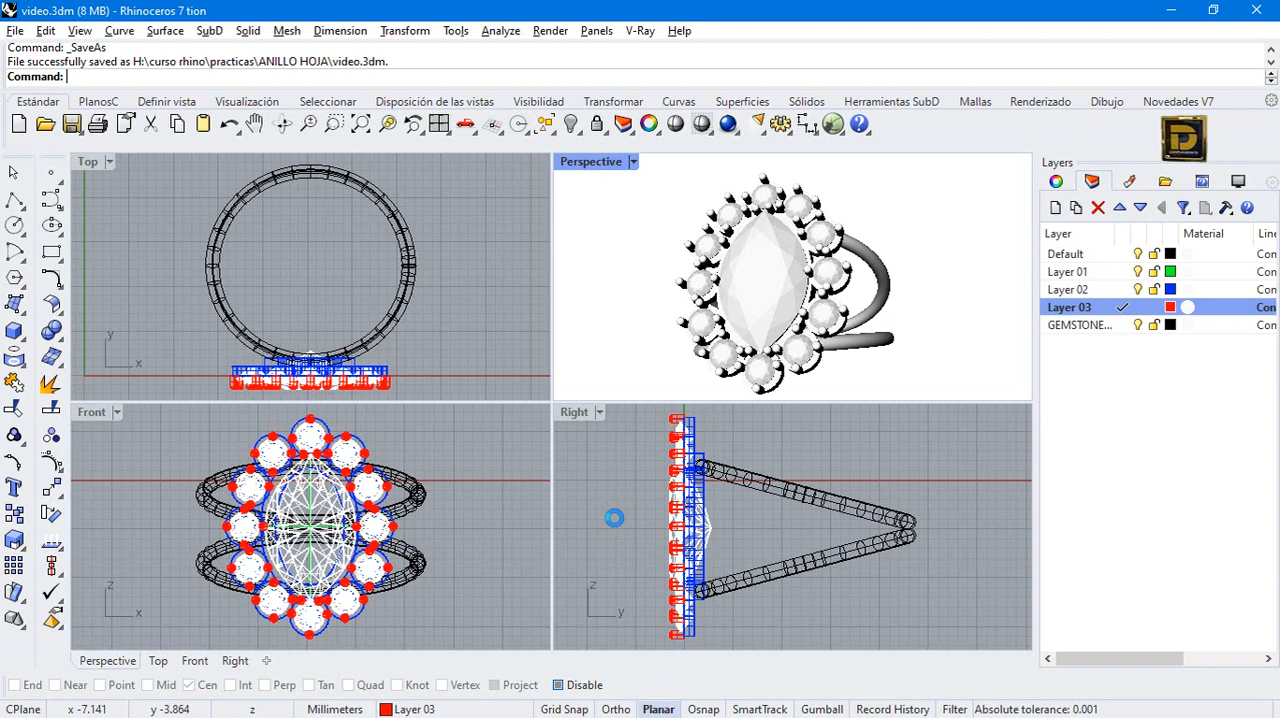 video.3dm (8 MB) - Rhinoceros 7 tion
File Edit View Curve Surface SubD Solid Mesh Dimension Transform Tools Analyze Render Panels V-Ray Help
Command: _SaveAs
File successfully saved as H:\curso rhino\practicas\ANILLO HOJA\video.3dm.
Command:
Estándar PlanosC Definir vista Visualización Seleccionar Disposición de las vistas Visibilidad Transformar Curvas Superficies Sólidos Herramientas SubD Mallas Renderizado Dibujo Novedades V7
Top
Perspective
Layers
Layer Material Line
Default Con
Layer 01 Con
Layer 02 Con
Layer 03 Con
GEMSTONE... Con
y
x
Front
Right
z
x
z
y
Perspective Top Front Right
End Near Point Mid Cen Int Perp Tan Quad Knot Vertex Project Disable
CPlane x -7.141 y -3.864 z Millimeters Layer 03 Grid Snap Ortho Planar Osnap SmartTrack Gumball Record History Filter Absolute tolerance: 0.001